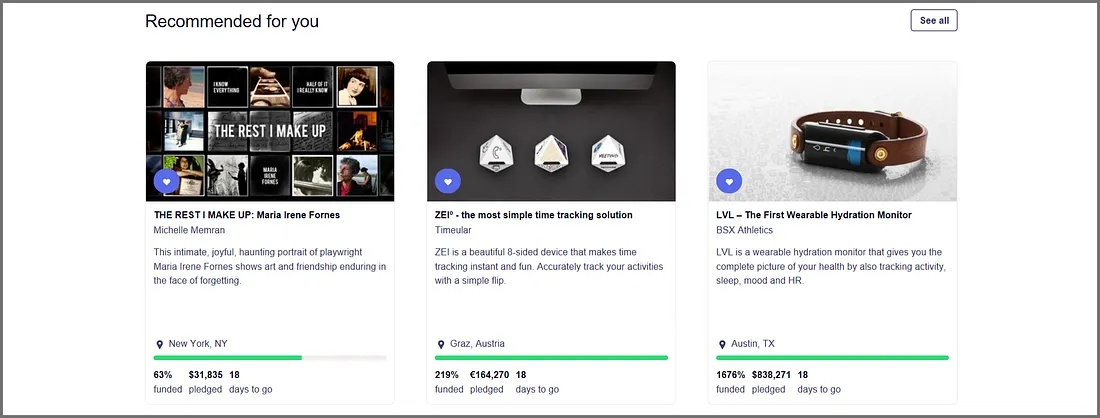 Recommended for you
See all
I KNOW
EVERYTHING
HALF OF IT
I REALLY KNOW
THE REST I MAKE UP
MARIA
IRENE
FORNES
THE REST I MAKE UP: Maria Irene Fornes
Michelle Memran
This intimate, joyful, haunting portrait of playwright
Maria Irene Fornes shows art and friendship enduring in
the face of forgetting.
New York, NY
63% $31,835 18
funded pledged days to go
ZEI° - the most simple time tracking solution
Timeular
ZEI is a beautiful 8-sided device that makes time
tracking instant and fun. Accurately track your activities
with a simple flip.
Graz, Austria
219% €164,270 18
funded pledged days to go
LVL – The First Wearable Hydration Monitor
BSX Athletics
LVL is a wearable hydration monitor that gives you the
complete picture of your health by also tracking activity,
sleep, mood and HR.
Austin, TX
1676% $838,271 18
funded pledged days to go